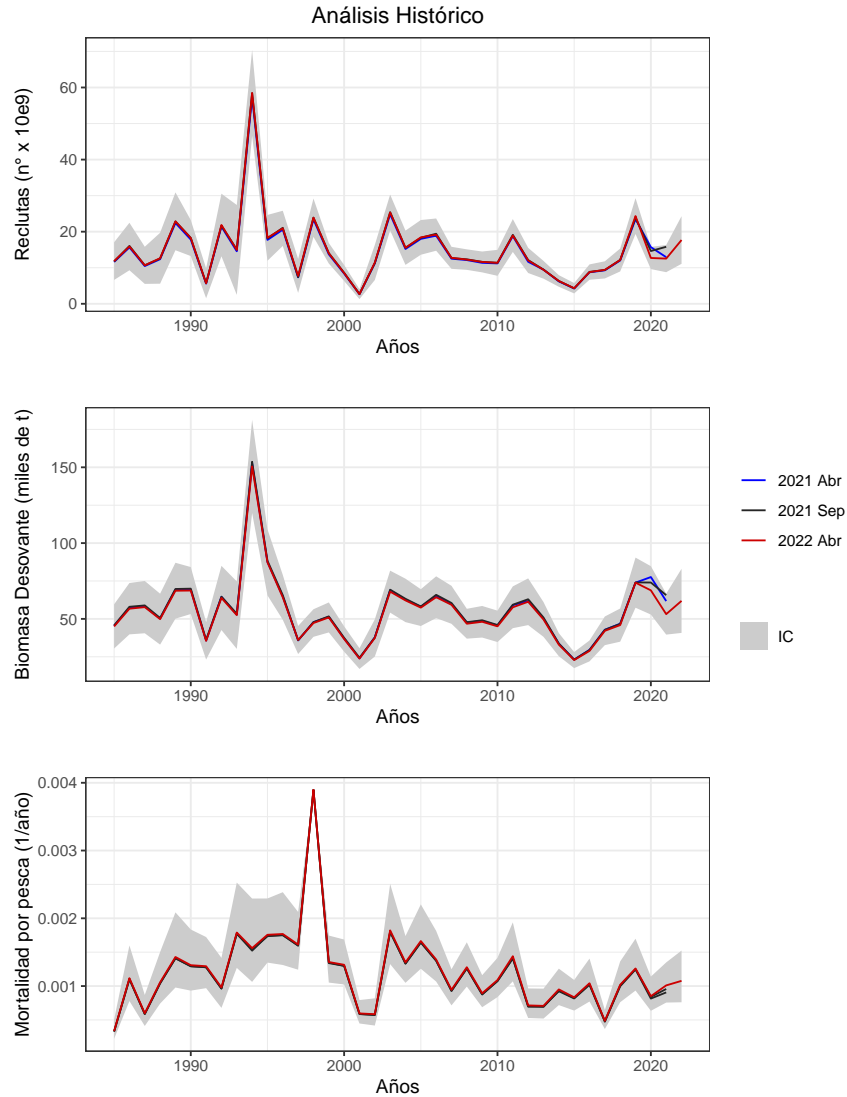 Análisis Histórico
Reclutas (n° x 10e9)
60
40
20
0
1990
2000
2010
2020
Años
Biomasa Desovante (miles de t)
150
100
50
1990
2000
2010
2020
Años
2021 Abr
2021 Sep
2022 Abr
IC
Mortalidad por pesca (1/año)
0.004
0.003
0.002
0.001
1990
2000
2010
2020
Años